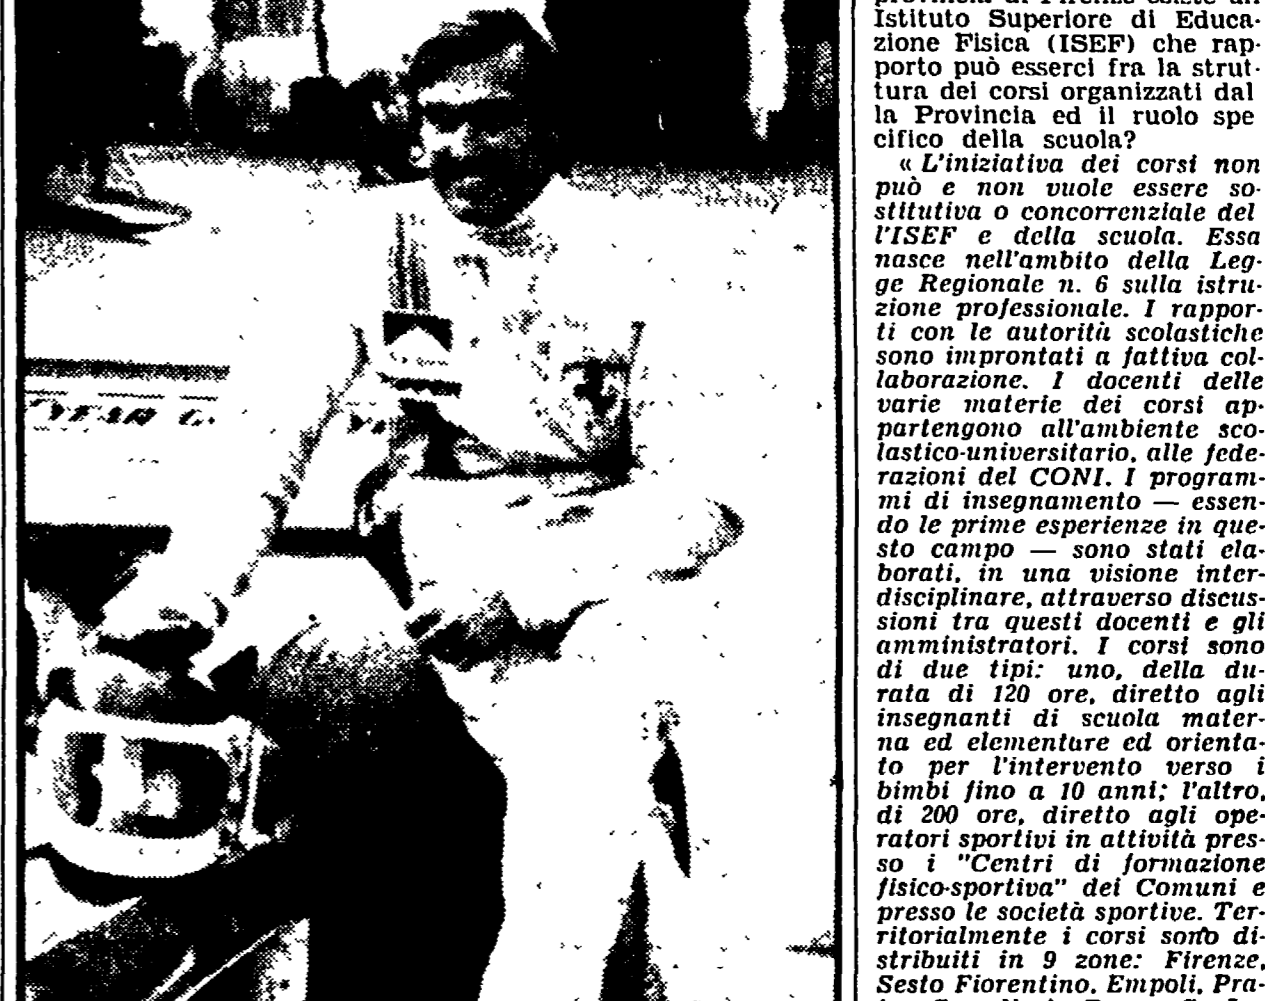 YEAR G
Istituto Superiore di Educa-
zione Fisica (ISEF) che rap-
porto può esserci fra la strut-
tura dei corsi organizzati dal
la Provincia ed il ruolo spe
cifico della scuola?
« L'iniziativa dei corsi non
può e non vuole essere so-
stitutiva o concorrenziale del
l'ISEF e della scuola. Essa
nasce nell'ambito della Leg-
ge Regionale n. 6 sulla istru-
zione professionale. I rappor-
ti con le autorità scolastiche
sono improntati a fattiva col-
laborazione. I docenti delle
varie materie dei corsi ap-
partengono all'ambiente sco-
lastico-universitario, alle fede-
razioni del CONI. I program-
mi di insegnamento — essen-
do le prime esperienze in que-
sto campo — sono stati ela-
borati, in una visione inter-
disciplinare, attraverso discus-
sioni tra questi docenti e gli
amministratori. I corsi sono
di due tipi: uno, della du-
rata di 120 ore, diretto agli
insegnanti di scuola mater-
na ed elementare ed orienta-
to per l'intervento verso i
bimbi fino a 10 anni; l'altro,
di 200 ore, diretto agli ope-
ratori sportivi in attività pres-
so i "Centri di formazione
fisico-sportiva" dei Comuni e
presso le società sportive. Ter-
ritorialmente i corsi sono di-
stribuiti in 9 zone: Firenze,
Sesto Fiorentino, Empoli, Pra-